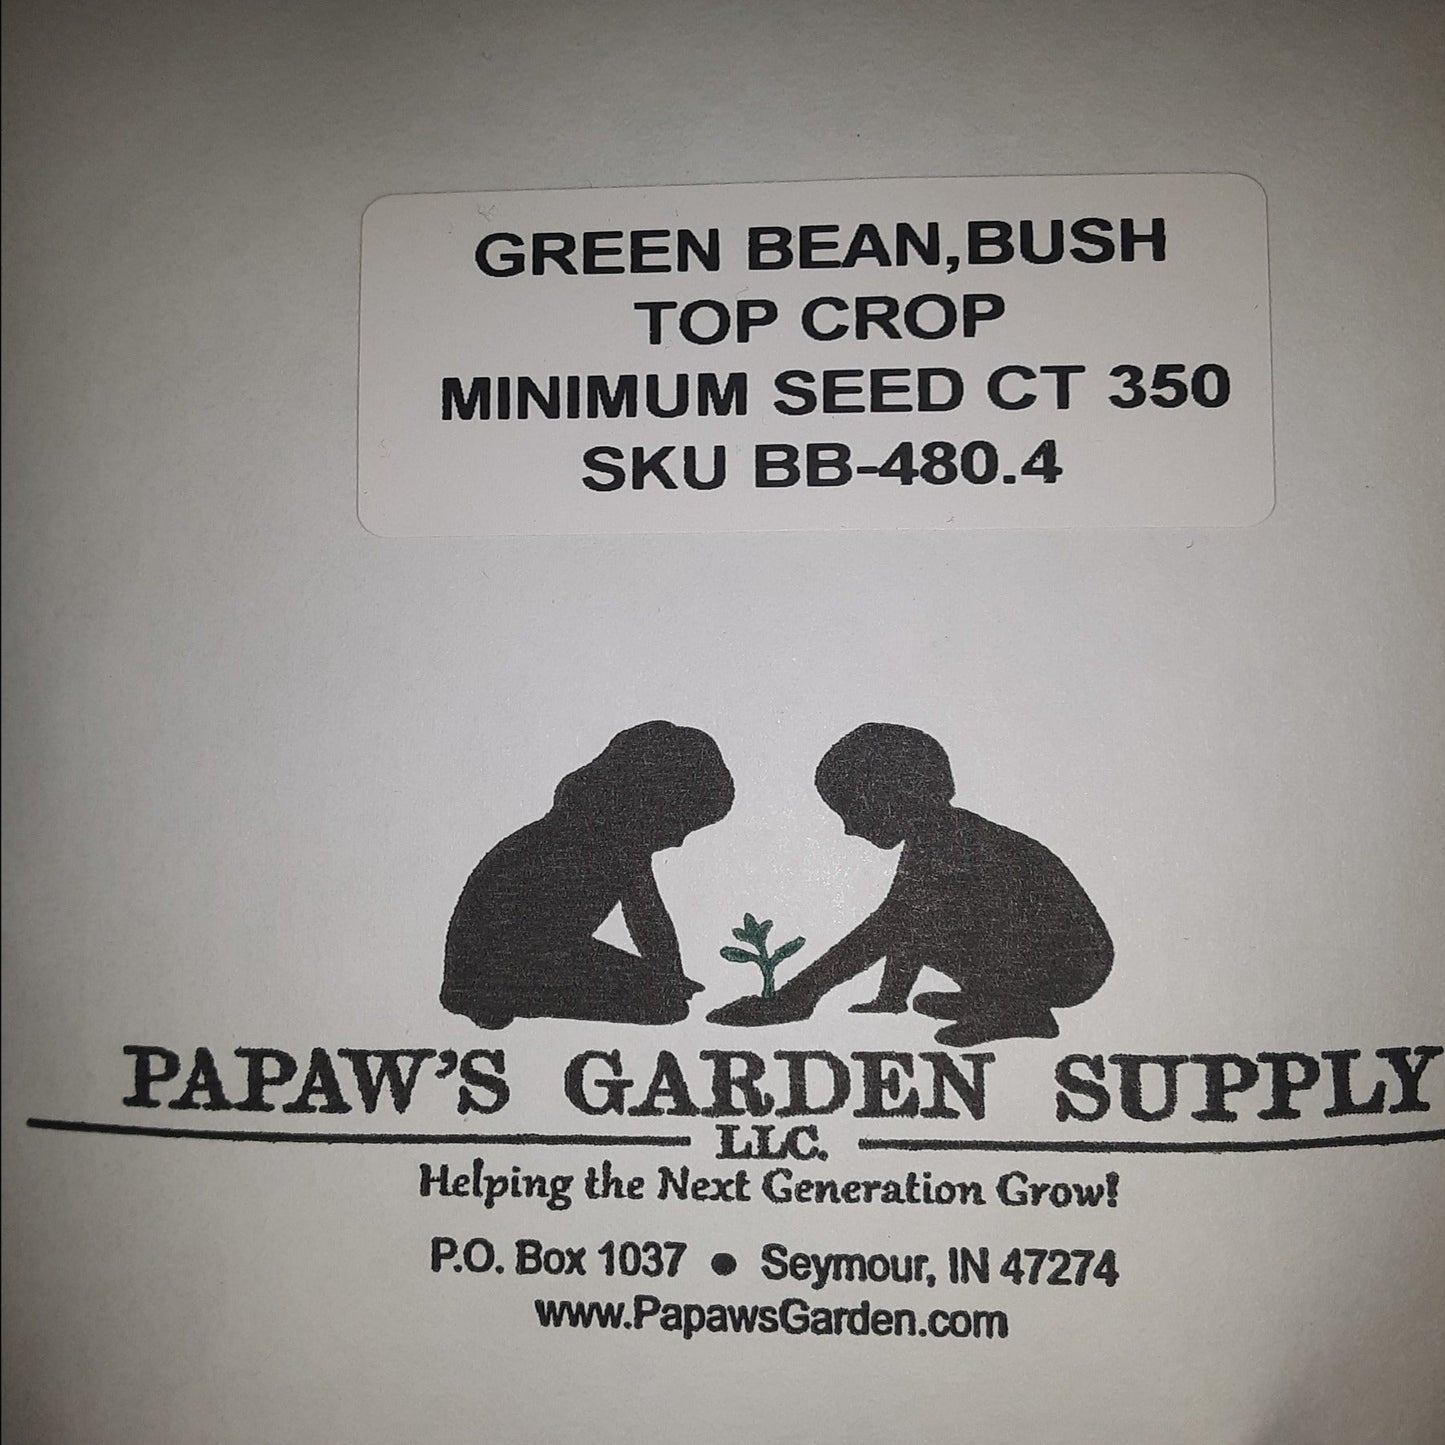 GREEN BEAN,BUSH
TOP CROP
MINIMUM SEED CT 350
SKU BB-480.4
PAPAW'S GARDEN SUPPLY
LLC.
Helping the Next Generation Grow!
P.O. Box 1037 ● Seymour, IN 47274
www.PapawsGarden.com